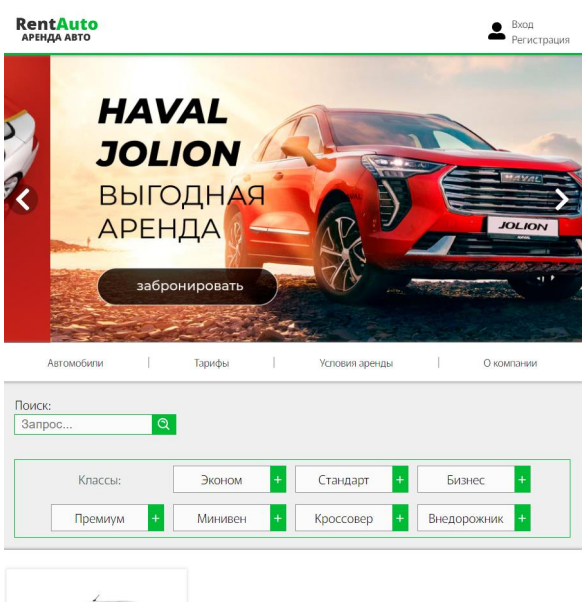 RentAuto
АРЕНДА АВТО
Вход
Регистрация
HAVAL
JOLION
ВЫГОДНАЯ
АРЕНДА
HAVAL
JOLION
забронировать
Автомобили | Тарифы | Условия аренды | О компании
Поиск:
Запрос...
Классы: Эконом + Стандарт + Бизнес +
Премиум + Минивен + Кроссовер + Внедорожник +